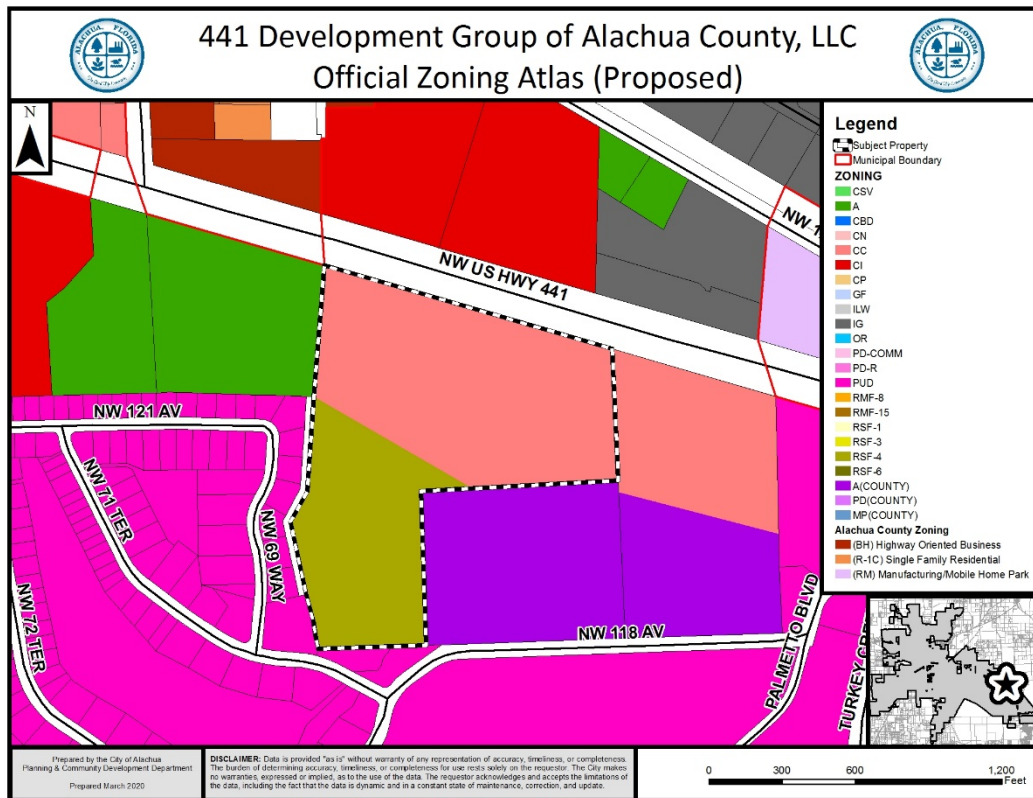 441 Development Group of Alachua County, LLC
Official Zoning Atlas (Proposed)
ALACHUA, FLORIDA
ALACHUA, FLORIDA
N
NW US HWY 441
NW 121 AV
NW 71 TER
NW 69 WAY
NW 72 TER
NW 118 AV
PALMETTO BLVD
Legend
Subject Property
Municipal Boundary
ZONING
CSV
A
CBD
CN
CC
CI
CP
GF
ILW
IG
OR
PD-COMM
PD-R
PUD
RMF-8
RMF-15
RSF-1
RSF-3
RSF-4
RSF-6
A(COUNTY)
PD(COUNTY)
MP(COUNTY)
Alachua County Zoning
(BH) Highway Oriented Business
(R-1C) Single Family Residential
(RM) Manufacturing/Mobile Home Park
Prepared by the City of Alachua
Planning & Community Development Department
Prepared March 2020
DISCLAIMER: Data is provided "as is" without warranty of any representation of accuracy, timeliness, or completeness.
The burden of determining accuracy, timeliness, or completeness for use rests solely on the requestor. The City makes
no warranties, expressed or implied, as to the use of the data. The requestor acknowledges and accepts the limitations of
the data, including the fact that the data is dynamic and in a constant state of maintenance, correction, and update.
0 300 600 1,200
Feet